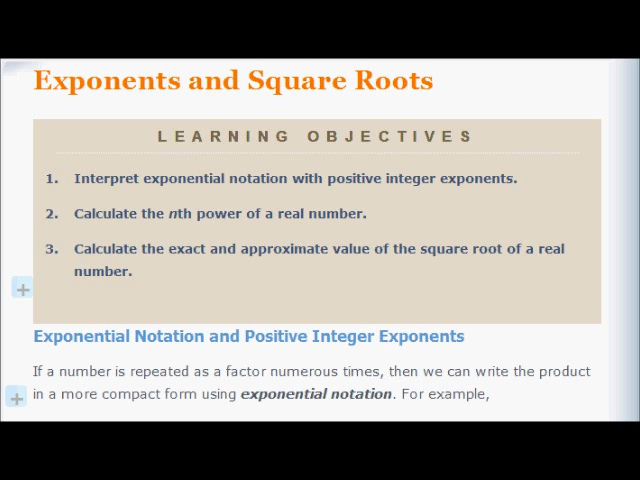 Exponents and Square Roots
LEARNING OBJECTIVES
1. Interpret exponential notation with positive integer exponents.
2. Calculate the nth power of a real number.
3. Calculate the exact and approximate value of the square root of a real
number.
Exponential Notation and Positive Integer Exponents
If a number is repeated as a factor numerous times, then we can write the product
in a more compact form using exponential notation. For example,